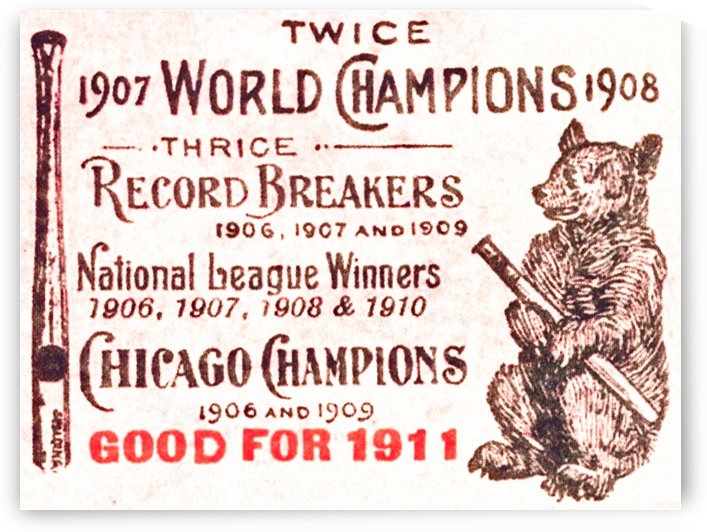 TWICE
1907 WORLD CHAMPIONS 1908
THRICE
RECORD BREAKERS
1906, 1907 AND 1909
National League Winners
1906, 1907, 1908 & 1910
CHICAGO CHAMPIONS
1906 AND 1909
GOOD FOR 1911